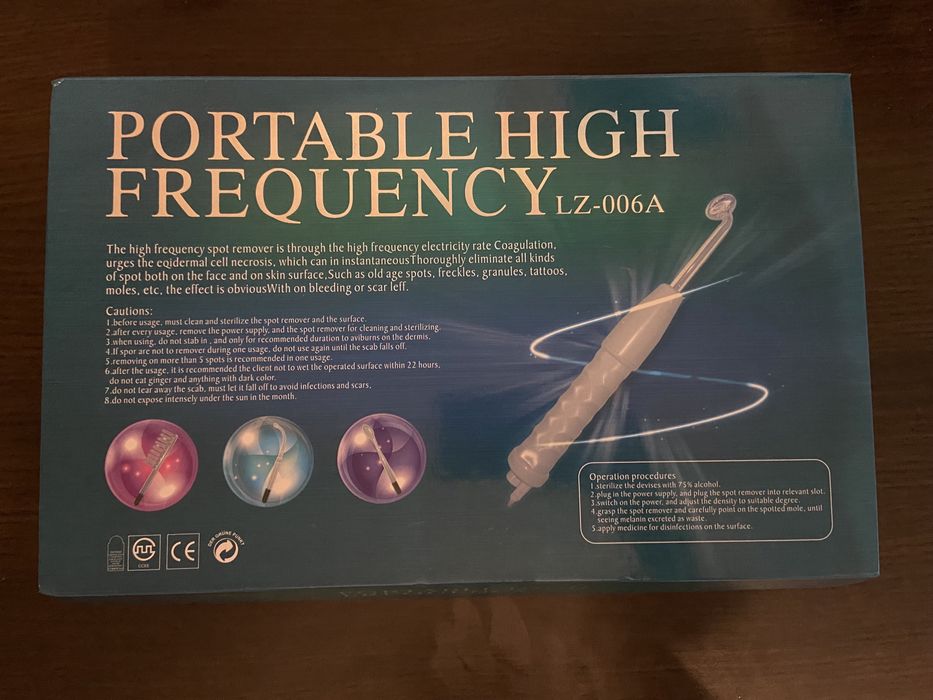 PORTABLE HIGH
FREQUENCY LZ-006A
The high frequency spot remover is through the high frequency electricity rate Coagulation,
urges the eqidermal cell necrosis, which can in instantaneousThoroughly eliminate all kinds
of spot both on the face and on skin surface,Such as old age spots, freckles, granules, tattoos,
moles, etc, the effect is obviousWith on bleeding or scar leff.
Cautions:
1.before usage, must clean and sterilize the spot remover and the surface.
2.after every usage, remove the power supply, and the spot remover for cleaning and sterilizing.
3.when using, do not stab in , and only for recommended duration to aviburns on the dermis.
4.If spor are not to remover during one usage, do not use again until the scab falls off.
5.removing on more than 5 spots is recommended in one usage.
6.after the usage, it is recommended the client not to wet the operated surface within 22 hours,
do not eat ginger and anything with dark color.
7.do not tear away the scab, must let it fall off to avoid infections and scars.
8.do not expose intensely under the sun in the month.
Operation procedures
1.sterilize the devises with 75% alcohol.
2.plug in the power supply, and plug the spot remover into relevant slot.
3.switch on the power, and adjust the density to suitable degree.
4.grasp the spot remover and carefully point on the spotted mole, until
seeing melanin excreted as waste.
5.apply medicine for disinfections on the surface.
CE
DER GRÜNE PUNKT